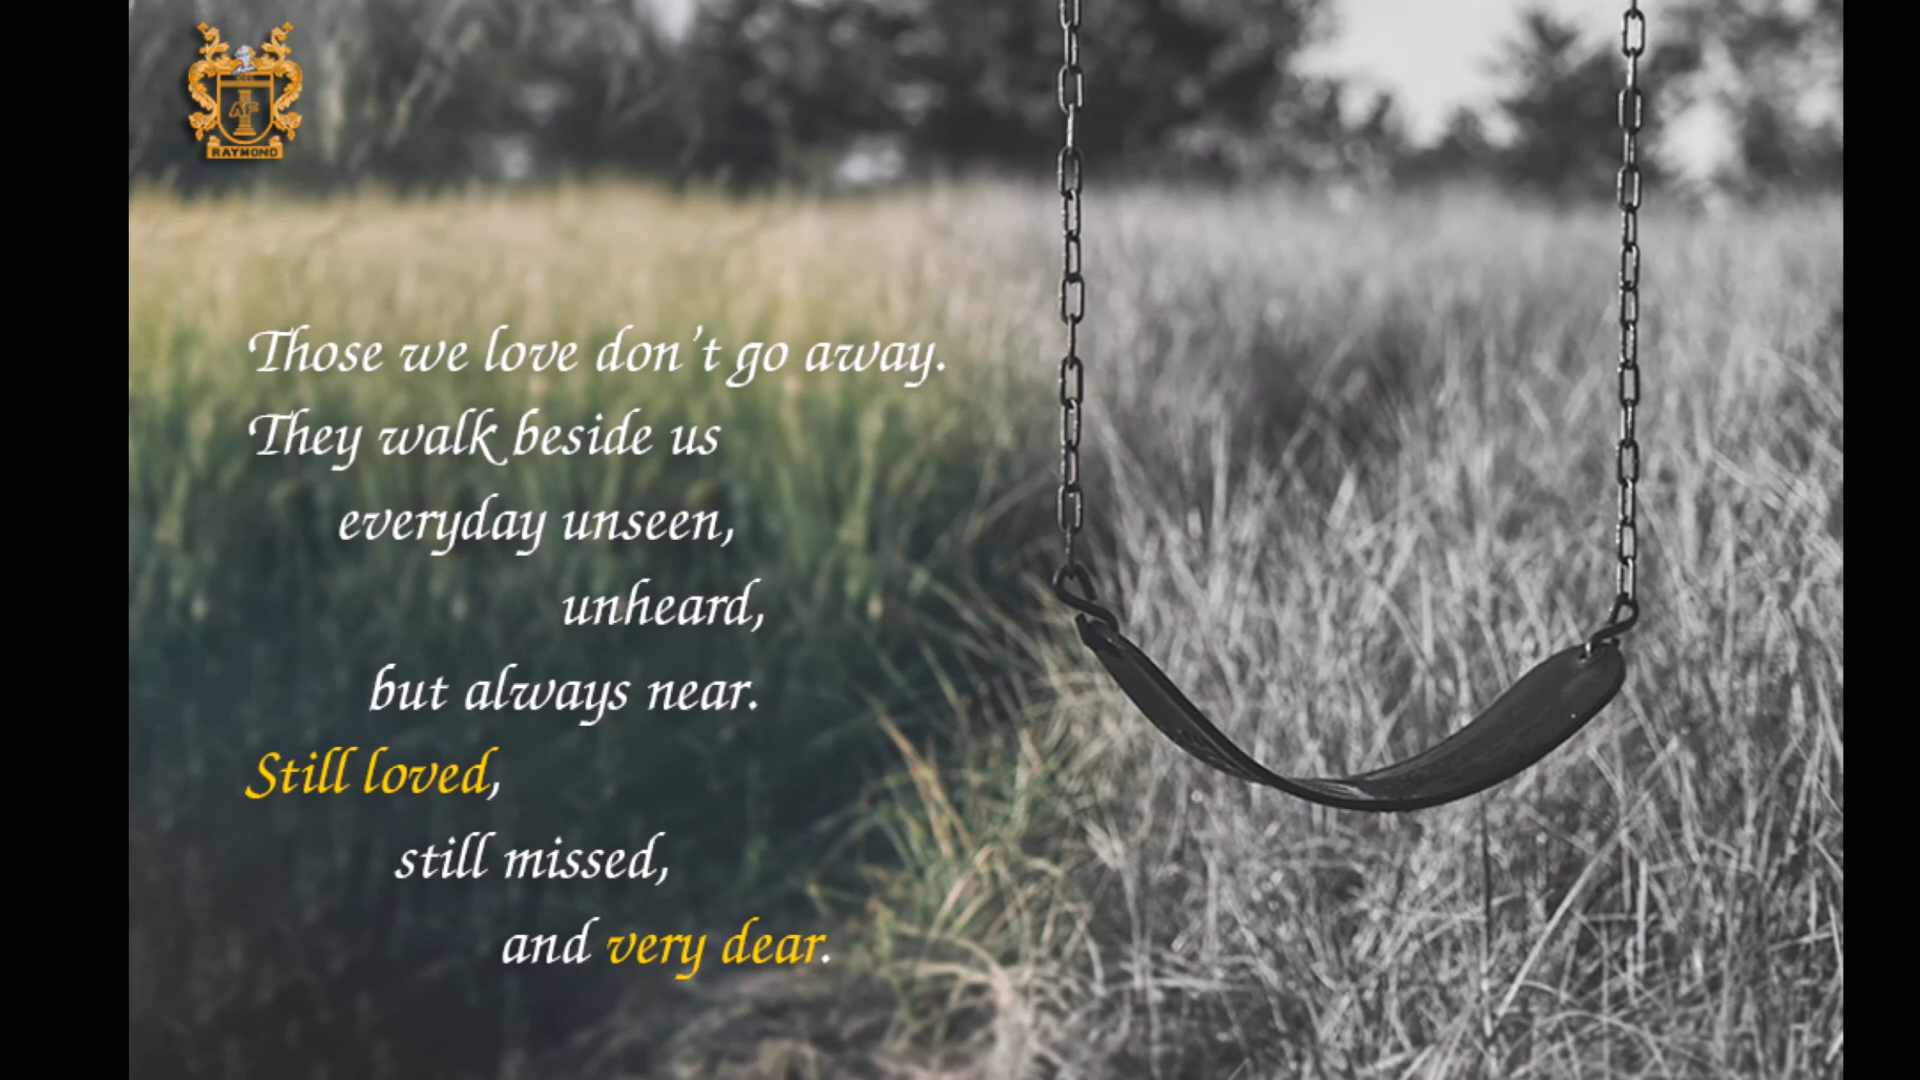 AF
RAYMOND
Those we love don't go away.
They walk beside us
everyday unseen,
unheard,
but always near.
Still loved,
still missed,
and very dear.